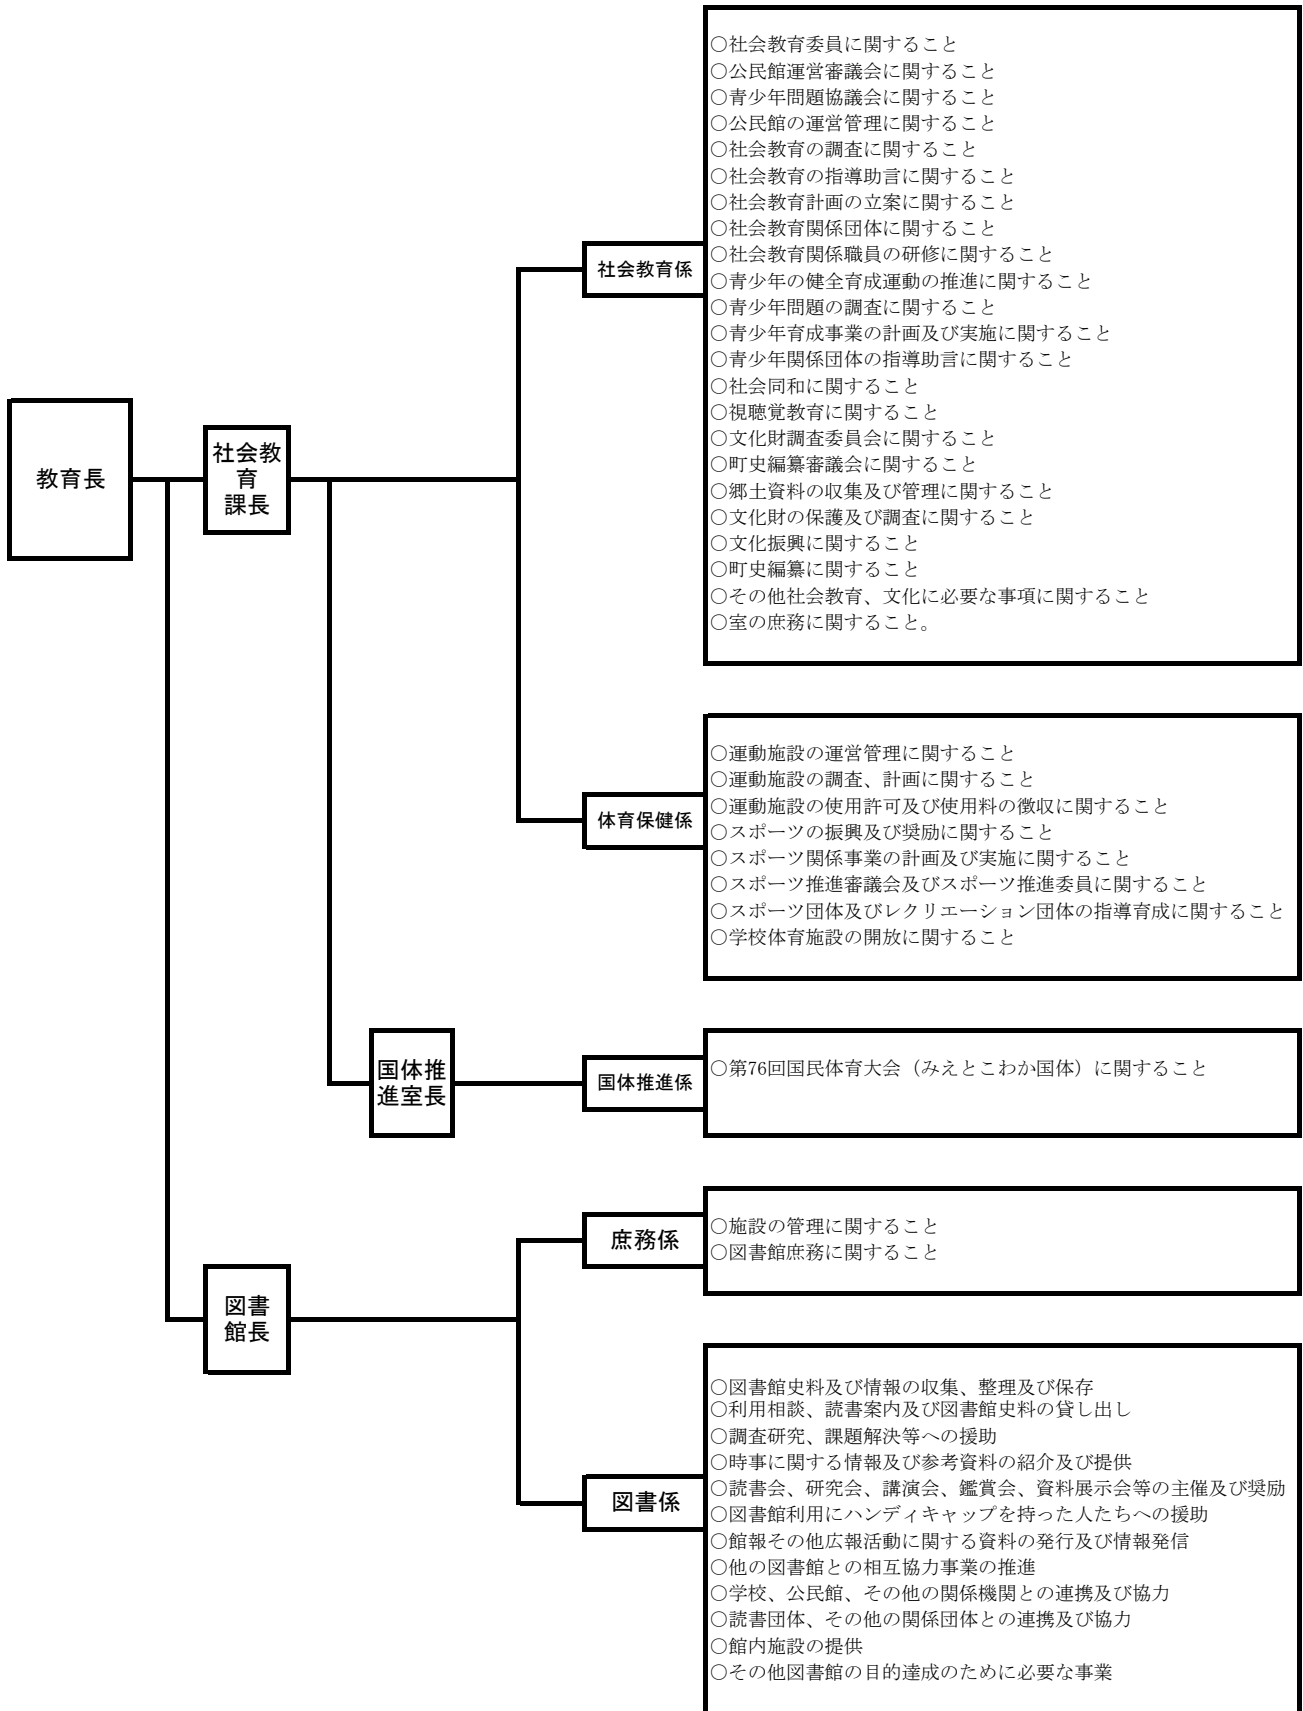 教育長
社会教
育
課長
社会教育係
○社会教育委員に関すること
○公民館運営審議会に関すること
○青少年問題協議会に関すること
○公民館の運営管理に関すること
○社会教育の調査に関すること
○社会教育の指導助言に関すること
○社会教育計画の立案に関すること
○社会教育関係団体に関すること
○社会教育関係職員の研修に関すること
○青少年の健全育成運動の推進に関すること
○青少年問題の調査に関すること
○青少年育成事業の計画及び実施に関すること
○青少年関係団体の指導助言に関すること
○社会同和に関すること
○視聴覚教育に関すること
○文化財調査委員会に関すること
○町史編纂審議会に関すること
○郷土資料の収集及び管理に関すること
○文化財の保護及び調査に関すること
○文化振興に関すること
○町史編纂に関すること
○その他社会教育、文化に必要な事項に関すること
○室の庶務に関すること。
体育保健係
○運動施設の運営管理に関すること
○運動施設の調査、計画に関すること
○運動施設の使用許可及び使用料の徴収に関すること
○スポーツの振興及び奨励に関すること
○スポーツ関係事業の計画及び実施に関すること
○スポーツ推進審議会及びスポーツ推進委員に関すること
○スポーツ団体及びレクリエーション団体の指導育成に関すること
○学校体育施設の開放に関すること
国体推
進室長
国体推進係
○第76回国民体育大会（みえとこわか国体）に関すること
図書
館長
庶務係
○施設の管理に関すること
○図書館庶務に関すること
図書係
○図書館史料及び情報の収集、整理及び保存
○利用相談、読書案内及び図書館史料の貸し出し
○調査研究、課題解決等への援助
○時事に関する情報及び参考資料の紹介及び提供
○読書会、研究会、講演会、鑑賞会、資料展示会等の主催及び奨励
○図書館利用にハンディキャップを持った人たちへの援助
○館報その他広報活動に関する資料の発行及び情報発信
○他の図書館との相互協力事業の推進
○学校、公民館、その他の関係機関との連携及び協力
○読書団体、その他の関係団体との連携及び協力
○館内施設の提供
○その他図書館の目的達成のために必要な事業